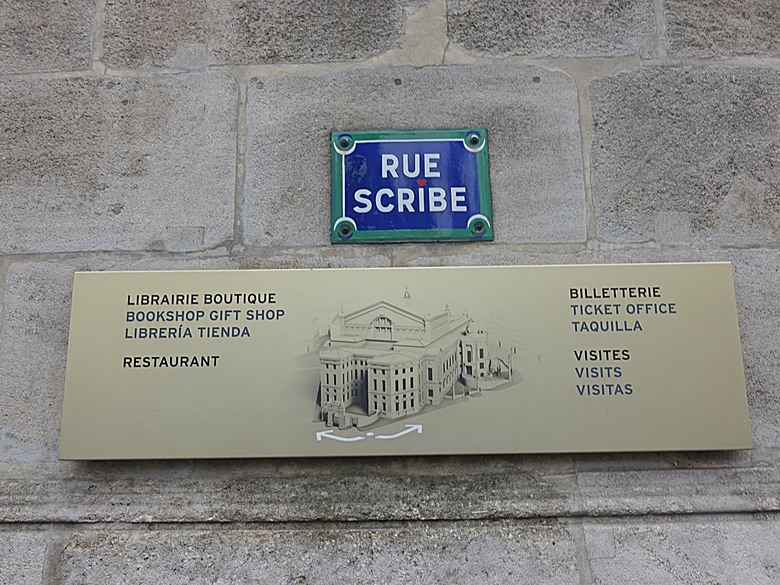 RUE
SCRIBE
LIBRAIRIE BOUTIQUE
BOOKSHOP GIFT SHOP
LIBRERÍA TIENDA
RESTAURANT
BILLETTERIE
TICKET OFFICE
TAQUILLA
VISITES
VISITS
VISITAS